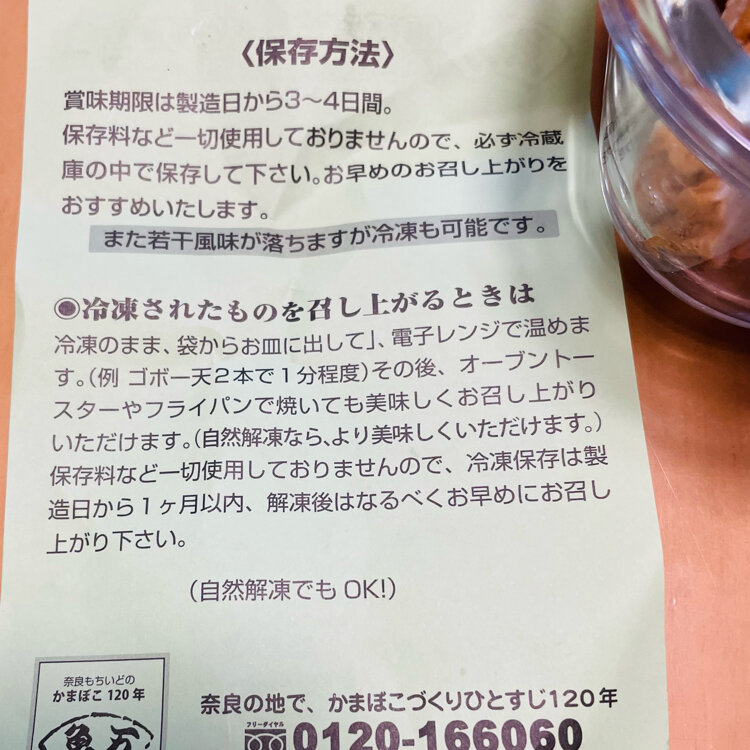 〈保存方法〉
賞味期限は製造日から3〜4日間。
保存料など一切使用しておりませんので、必ず冷蔵
庫の中で保存して下さい。お早めのお召し上がりを
おすすめいたします。
また若干風味が落ちますが冷凍も可能です。
◉冷凍されたものを召し上がるときは
冷凍のまま、袋からお皿に出して」、電子レンジで温めま
す。(例 ゴボー天2本で1分程度)その後、オーブントー
スターやフライパンで焼いても美味しくお召し上がり
いただけます。(自然解凍なら、より美味しくいただけます。)
保存料など一切使用しておりませんので、冷凍保存は製
造日から1ヶ月以内、解凍後はなるべくお早めにお召し
上がり下さい。
(自然解凍でも OK!)
奈良もちいどの
かまぼこ 120 年
魚万
奈良の地で、かまぼこづくりひとすじ120年
フリーダイヤル
0120-166060